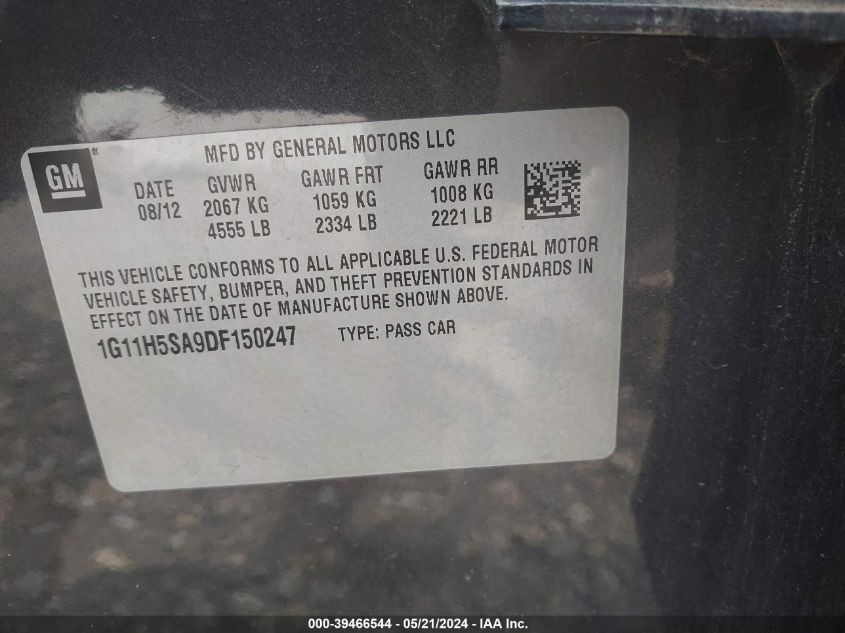 GM
MFD BY GENERAL MOTORS LLC
DATE GVWR GAWR FRT GAWR RR
08/12 2067 KG 1059 KG 1008 KG
4555 LB 2334 LB 2221 LB
THIS VEHICLE CONFORMS TO ALL APPLICABLE U.S. FEDERAL MOTOR
VEHICLE SAFETY, BUMPER, AND THEFT PREVENTION STANDARDS IN
EFFECT ON THE DATE OF MANUFACTURE SHOWN ABOVE.
1G11H5SA9DF150247 TYPE: PASS CAR
000-39466544 - 05/21/2024 - IAA Inc.